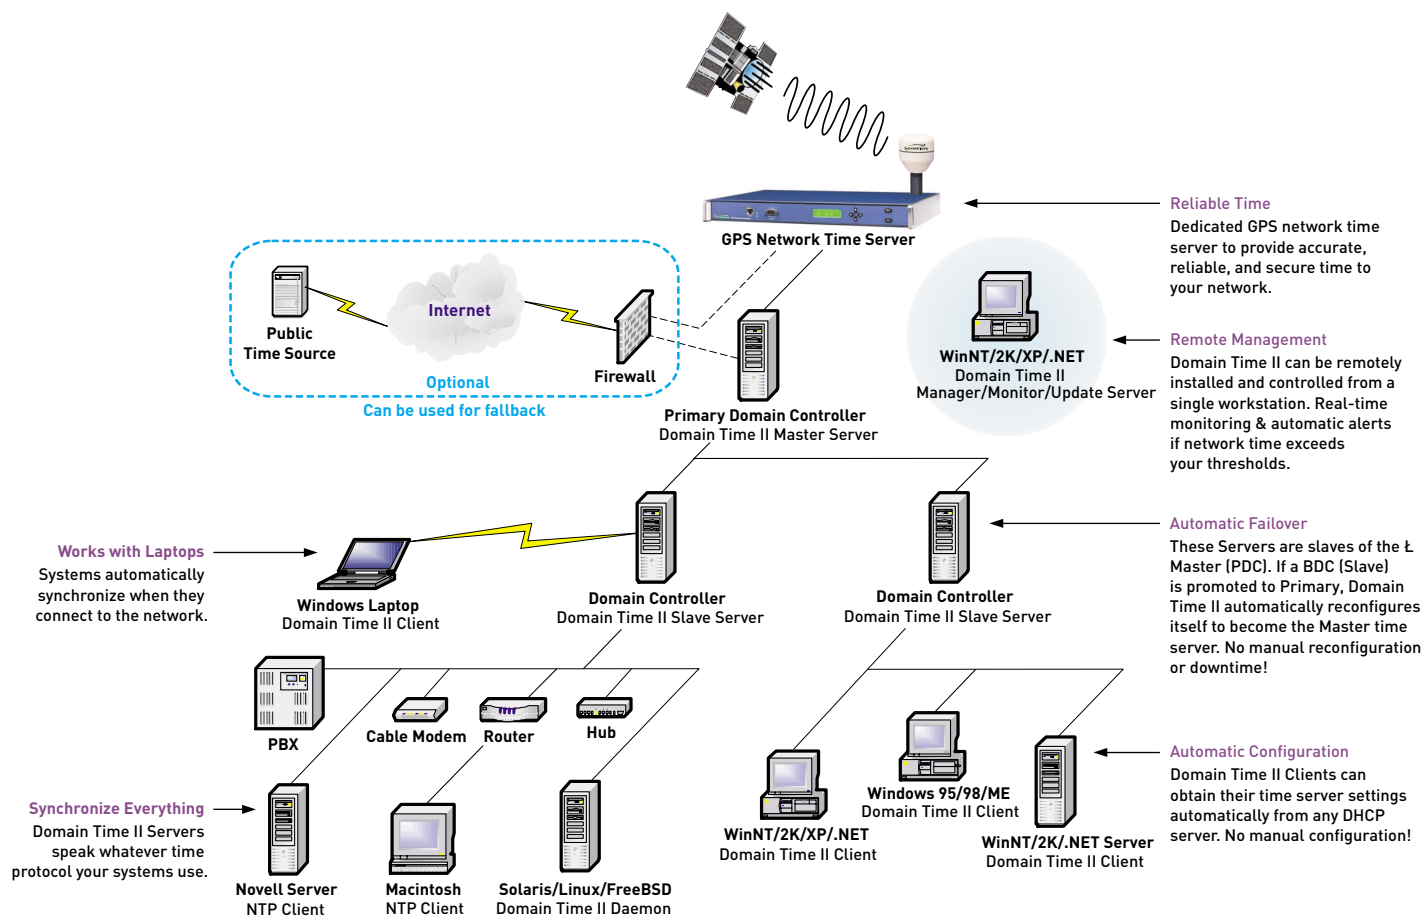 GPS Network Time Server
Reliable Time
Dedicated GPS network time
server to provide accurate,
reliable, and secure time to
your network.
Public
Time Source
Internet
Firewall
Optional
Can be used for fallback
Primary Domain Controller
Domain Time II Master Server
WinNT/2K/XP/.NET
Domain Time II
Manager/Monitor/Update Server
Remote Management
Domain Time II can be remotely
installed and controlled from a
single workstation. Real-time
monitoring & automatic alerts
if network time exceeds
your thresholds.
Works with Laptops
Systems automatically
synchronize when they
connect to the network.
Windows Laptop
Domain Time II Client
Domain Controller
Domain Time II Slave Server
Domain Controller
Domain Time II Slave Server
Automatic Failover
These Servers are slaves of the Ł
Master (PDC). If a BDC (Slave)
is promoted to Primary, Domain
Time II automatically reconfigures
itself to become the Master time
server. No manual reconfiguration
or downtime!
PBX
Cable Modem
Router
Hub
Synchronize Everything
Domain Time II Servers
speak whatever time
protocol your systems use.
Novell Server
NTP Client
Macintosh
NTP Client
Solaris/Linux/FreeBSD
Domain Time II Daemon
WinNT/2K/XP/.NET
Domain Time II Client
Windows 95/98/ME
Domain Time II Client
WinNT/2K/.NET Server
Domain Time II Client
Automatic Configuration
Domain Time II Clients can
obtain their time server settings
automatically from any DHCP
server. No manual configuration!